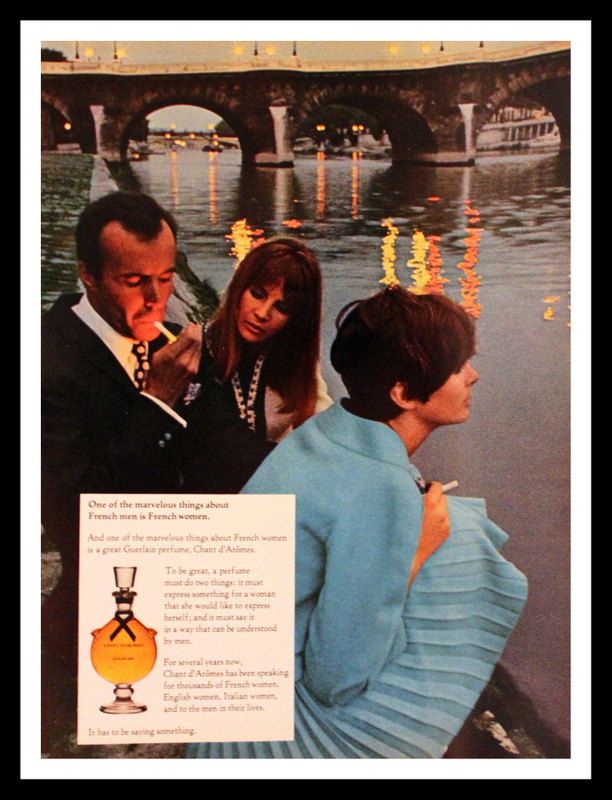 One of the marvelous things about
French men is French women.
And one of the marvelous things about French women
is a great Guerlain perfume, Chant d'Arômes.
To be great, a perfume
must do two things: it must
express something for a woman
that she would like to express
herself; and it must say it
in a way that can be understood
by men.
For several years now,
Chant d'Arômes has been speaking
for thousands of French women,
English women, Italian women,
and to the men in their lives.
It has to be saying something.
CHANT D'ARÔMES
GUERLAIN